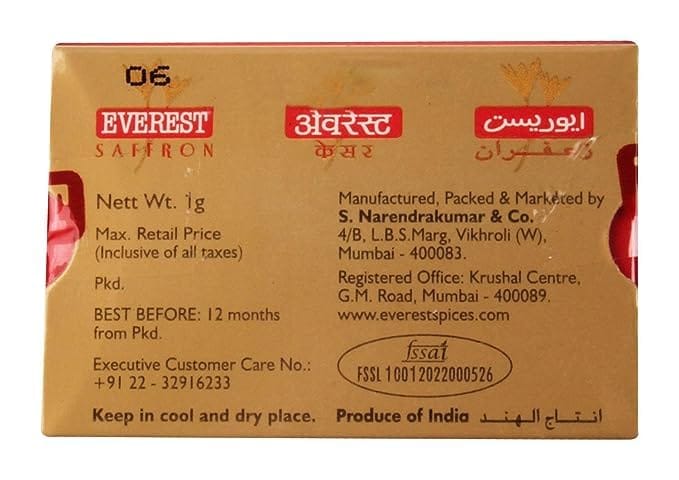 06
EVEREST
SAFFRON
अेवरेस्ट
केसर
ايوريست
زعفران
Nett Wt. 1g
Max. Retail Price
(Inclusive of all taxes)
Pkd.
BEST BEFORE: 12 months
from Pkd.
Executive Customer Care No.:
+91 22 - 32916233
Manufactured, Packed & Marketed by
S. Narendrakumar & Co.
4/B, L.B.S.Marg, Vikhroli (W),
Mumbai - 400083.
Registered Office: Krushal Centre,
G.M. Road, Mumbai - 400089.
www.everestspices.com
fssai
FSSL 10012022000526
Keep in cool and dry place.
Produce of India انتاج الهند